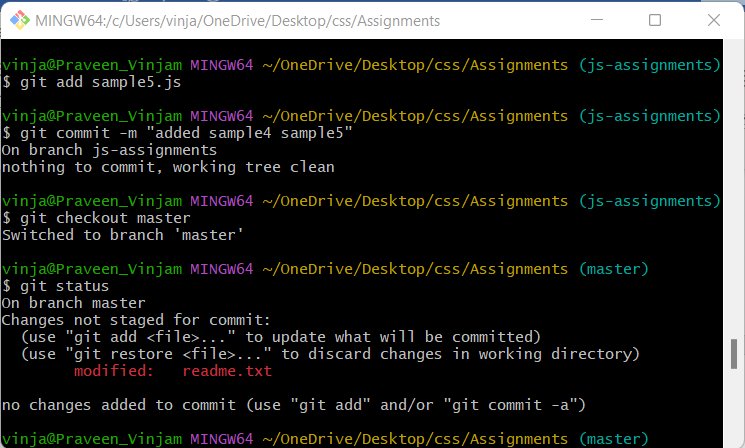 MINGW64:/c/Users/vinja/OneDrive/Desktop/css/Assignments
vinja@Praveen_Vinjam MINGW64 ~/OneDrive/Desktop/css/Assignments (js-assignments)
$ git add sample5.js
vinja@Praveen_Vinjam MINGW64 ~/OneDrive/Desktop/css/Assignments (js-assignments)
$ git commit -m "added sample4 sample5"
On branch js-assignments
nothing to commit, working tree clean
vinja@Praveen_Vinjam MINGW64 ~/OneDrive/Desktop/css/Assignments (js-assignments)
$ git checkout master
Switched to branch 'master'
vinja@Praveen_Vinjam MINGW64 ~/OneDrive/Desktop/css/Assignments (master)
$ git status
On branch master
Changes not staged for commit:
  (use "git add <file>..." to update what will be committed)
  (use "git restore <file>..." to discard changes in working directory)
        modified:   readme.txt
no changes added to commit (use "git add" and/or "git commit -a")
vinja@Praveen_Vinjam MINGW64 ~/OneDrive/Desktop/css/Assignments (master)